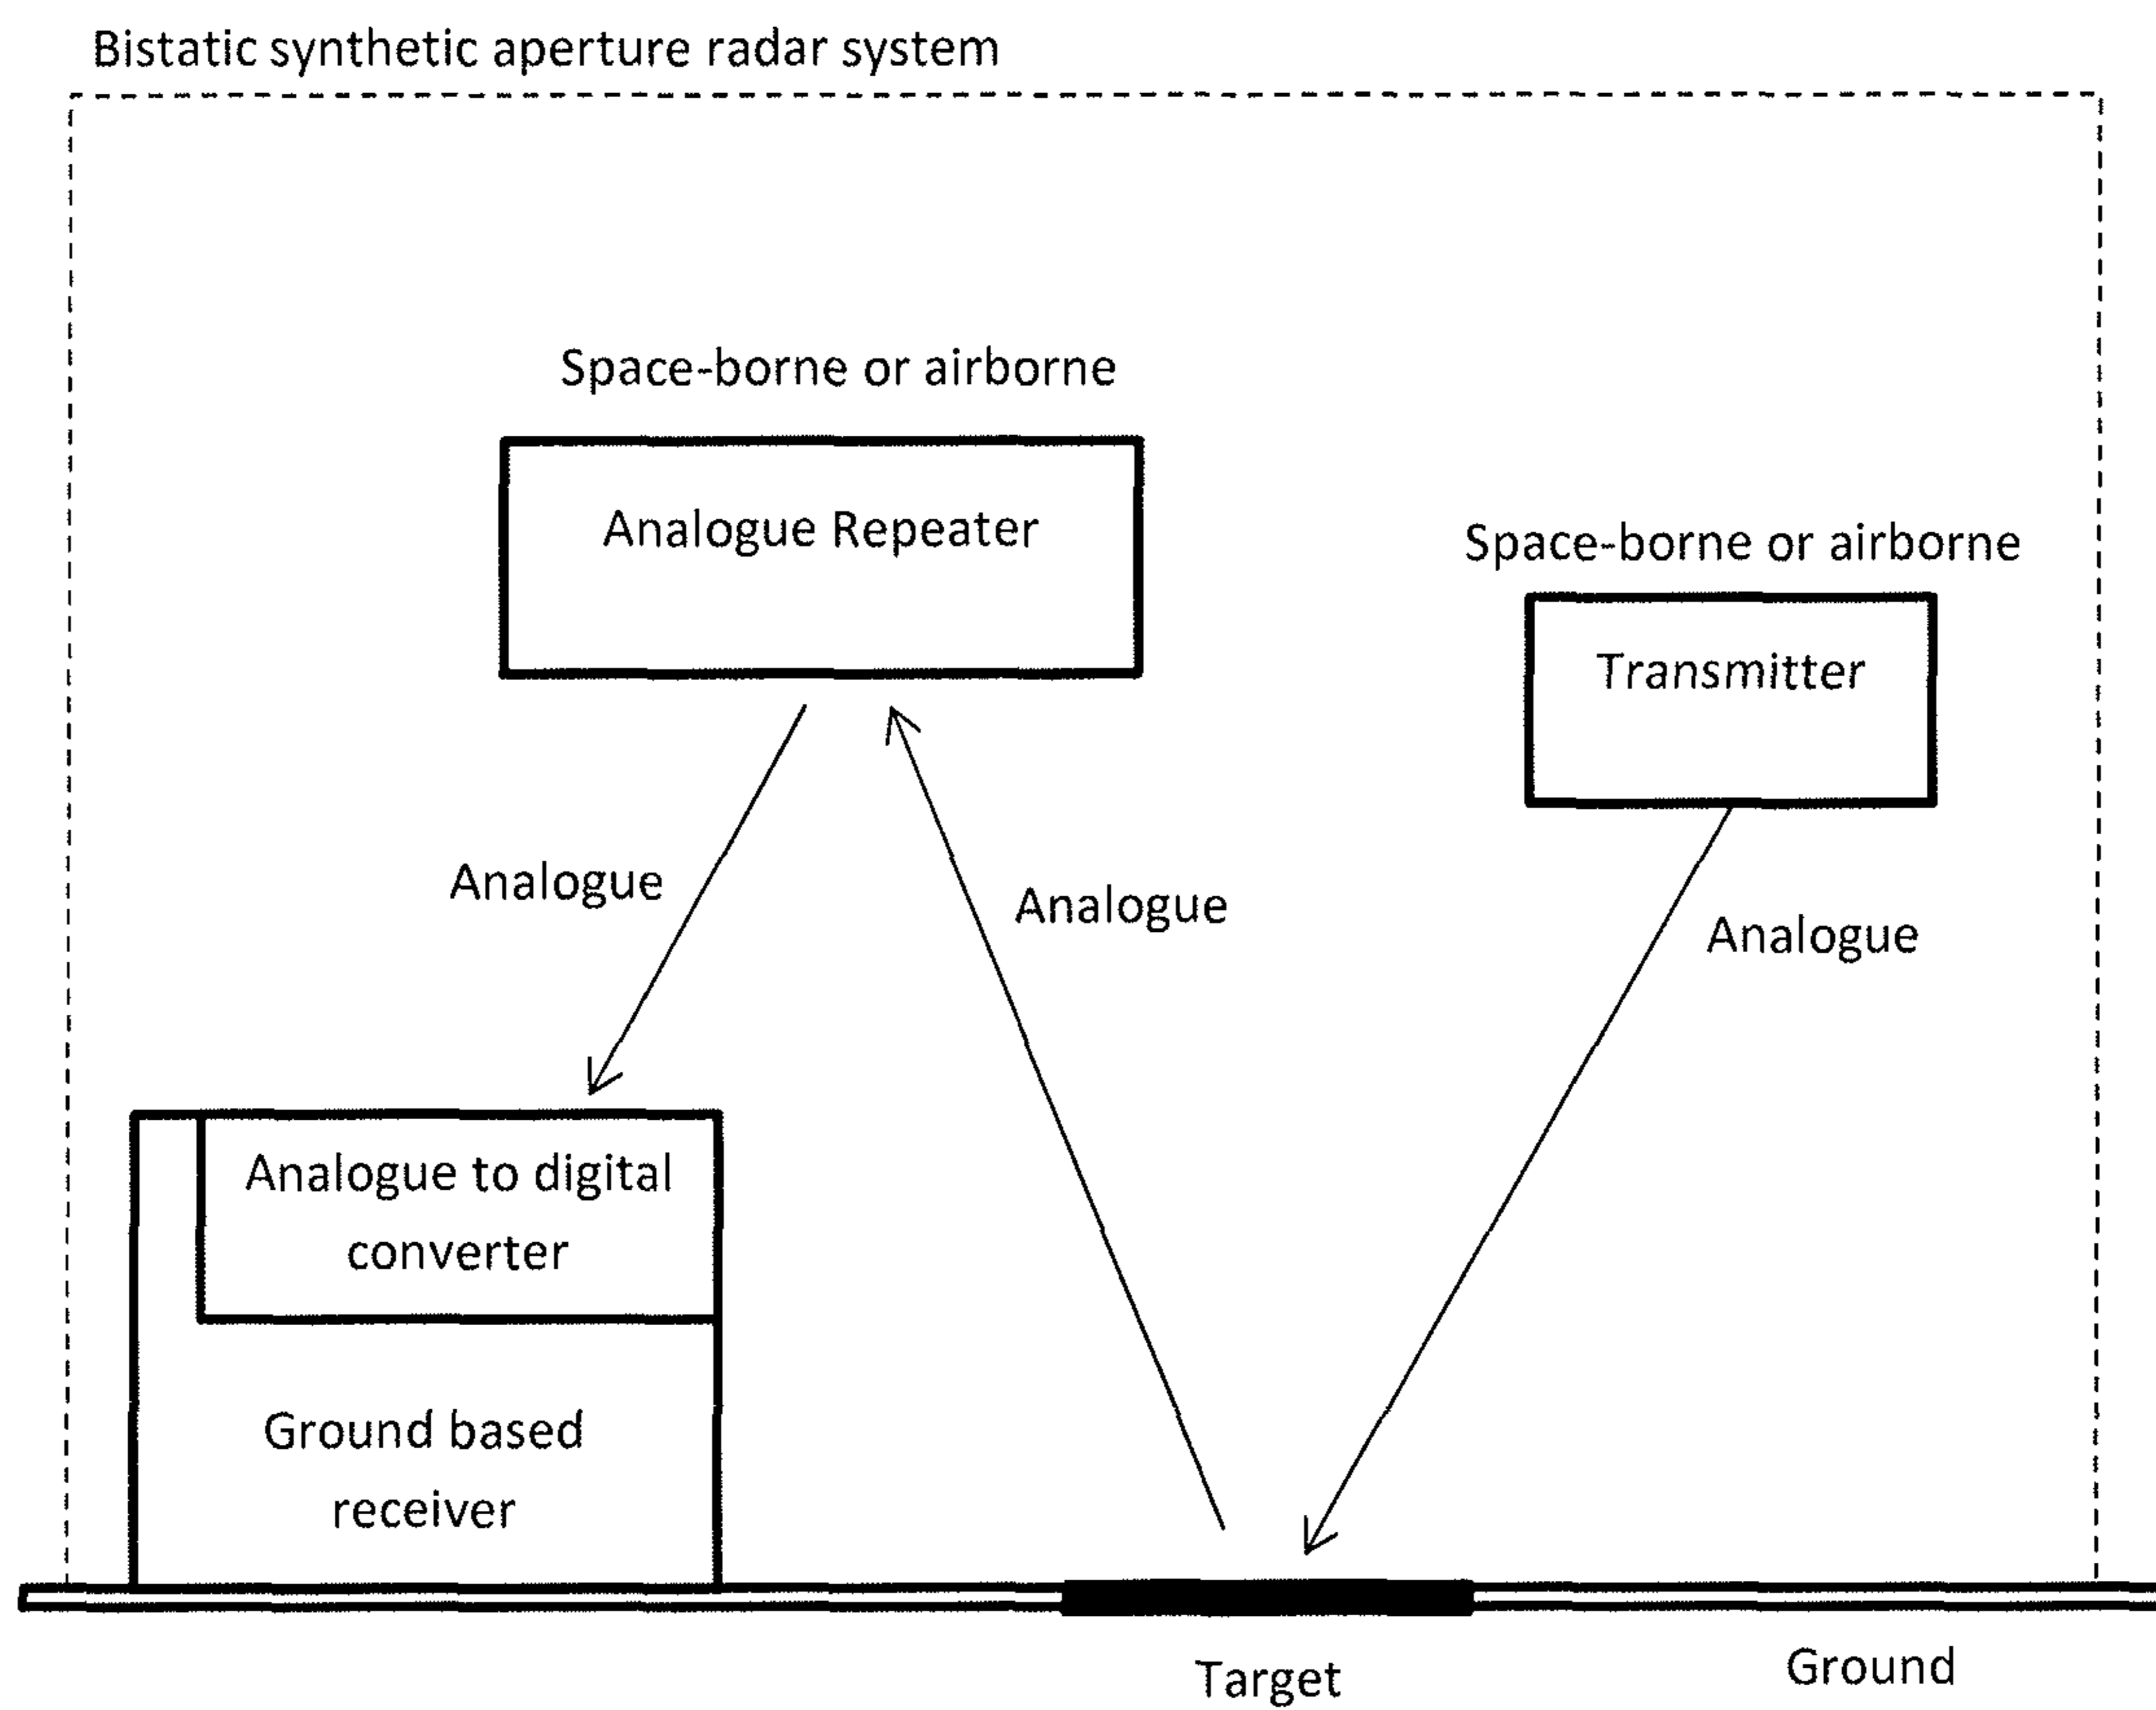 Bistatic synthetic aperture radar system
Space-borne or airborne
Analogue Repeater
Space-borne or airborne
Transmitter
Analogue
Analogue
Analogue
Analogue to digital
converter
Ground based
receiver
Target
Ground